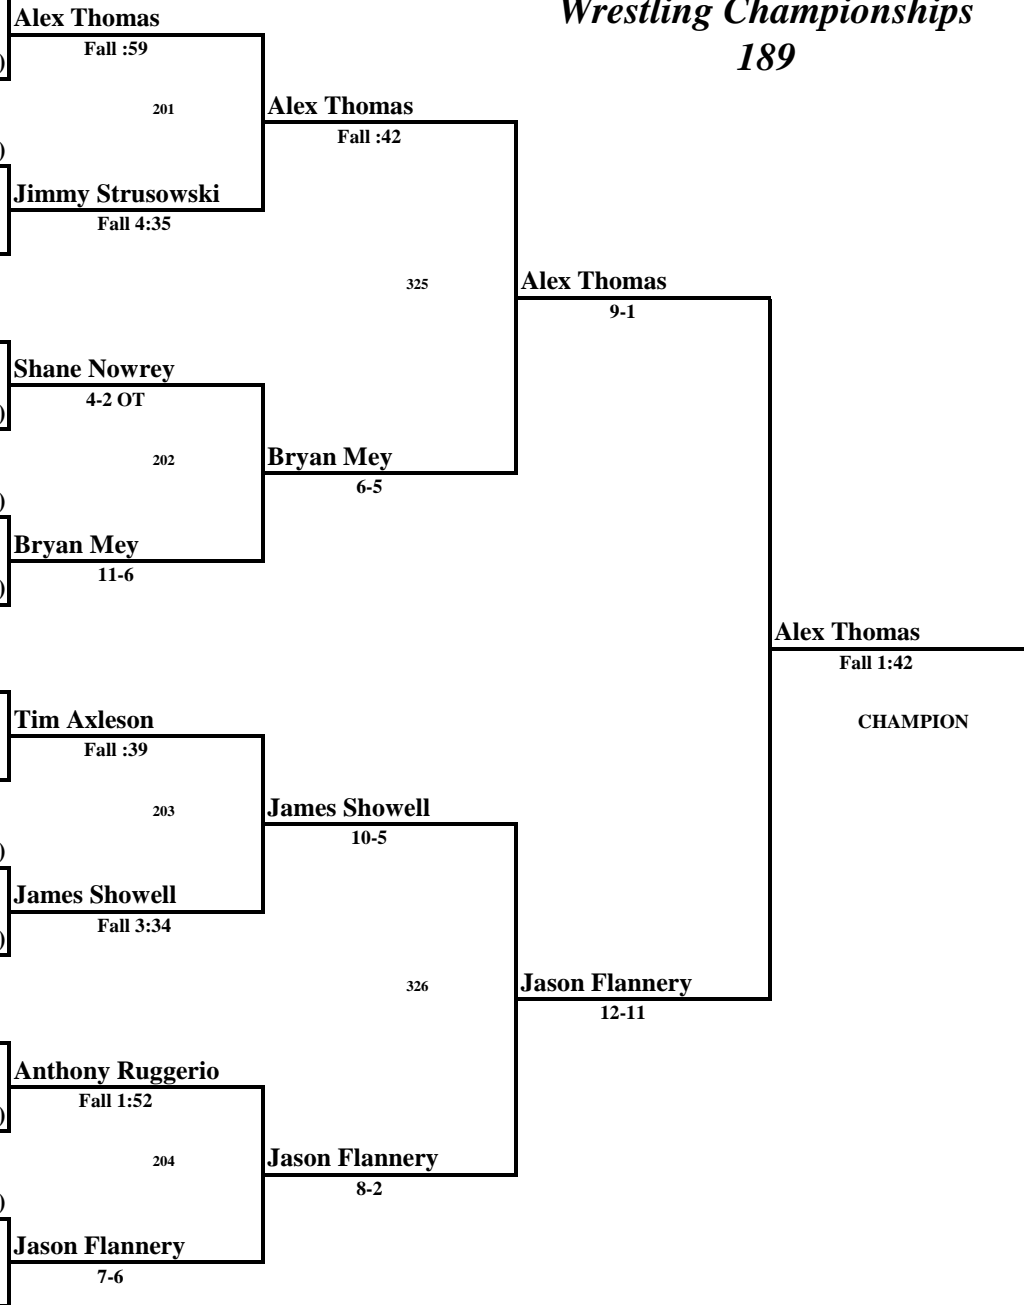 Wrestling Championships
189
Alex Thomas
Fall :59
)
201
Alex Thomas
Fall :42
)
Jimmy Strusowski
Fall 4:35
325
Alex Thomas
9-1
Shane Nowrey
4-2 OT
)
202
Bryan Mey
6-5
)
Bryan Mey
11-6
)
Alex Thomas
Fall 1:42
CHAMPION
Tim Axleson
Fall :39
203
James Showell
10-5
)
James Showell
Fall 3:34
)
326
Jason Flannery
12-11
Anthony Ruggerio
Fall 1:52
)
204
Jason Flannery
8-2
)
Jason Flannery
7-6